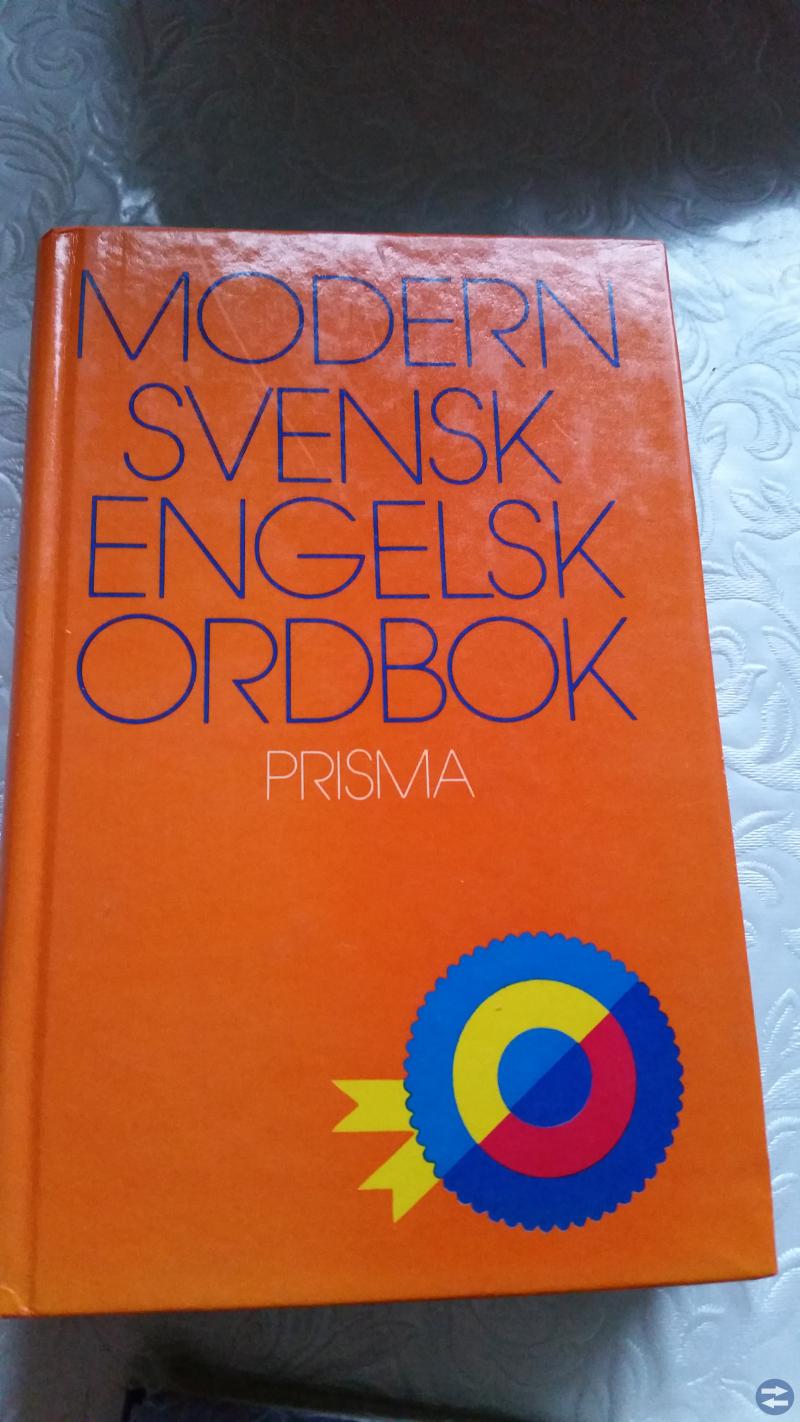 MODERN
SVENSK
ENGELSK
ORDBOK
PRISMA